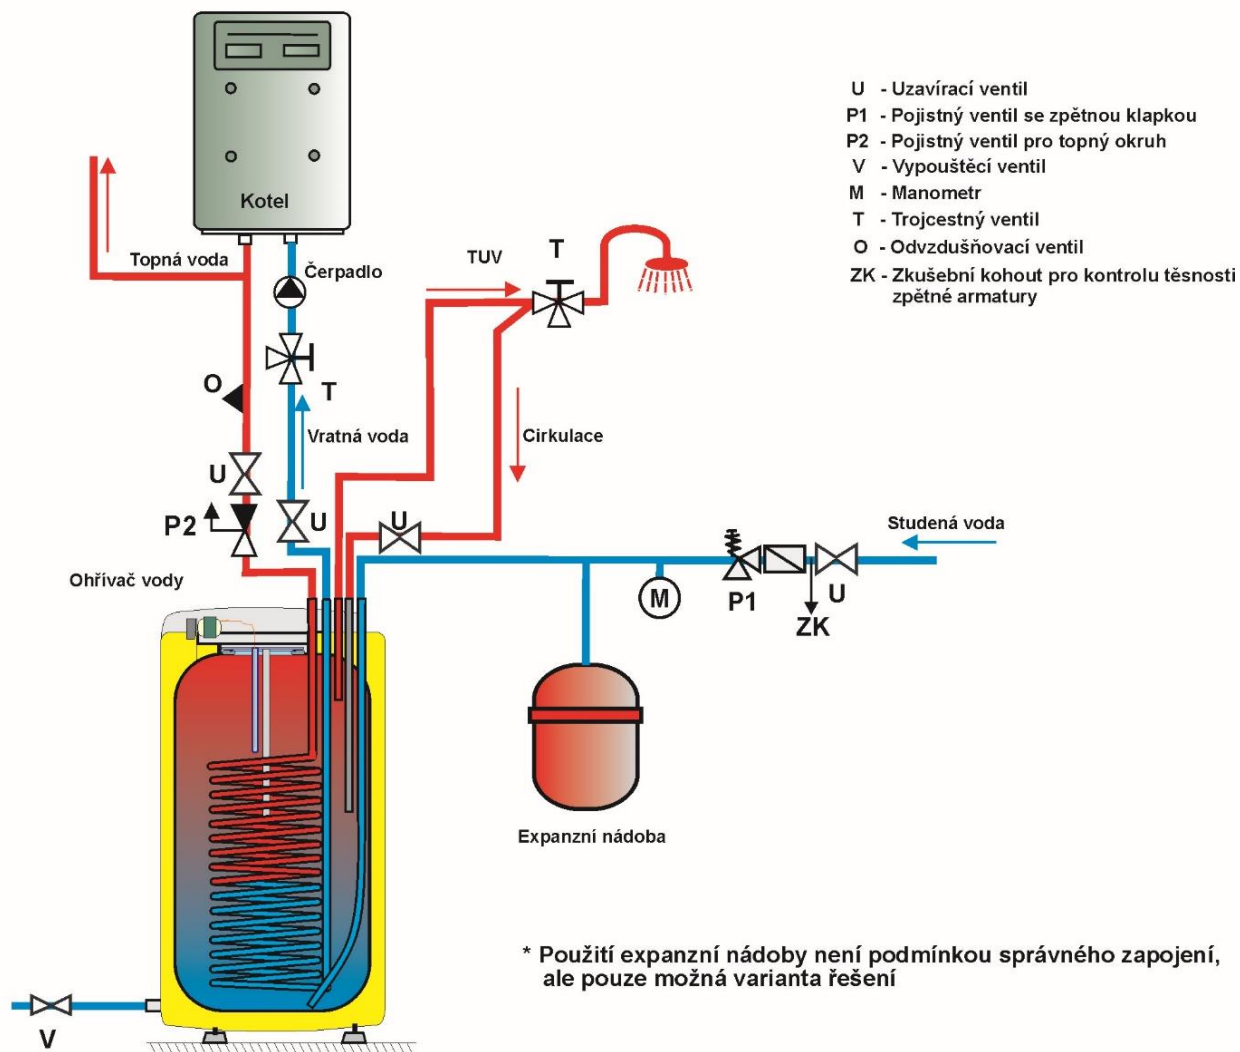 Kotel
U - Uzavírací ventil
P1 - Pojistný ventil se zpětnou klapkou
P2 - Pojistný ventil pro topný okruh
V - Vypouštěcí ventil
M - Manometr
T - Trojcestný ventil
O - Odvzdušňovací ventil
ZK - Zkušební kohout pro kontrolu těsnosti
zpětné armatury
Topná voda
Čerpadlo
TUV
T
O
T
Vratná voda
Cirkulace
U
P2
U
U
Studená voda
Ohřívač vody
M
P1
U
ZK
Expanzní nádoba
* Použití expanzní nádoby není podmínkou správného zapojení,
ale pouze možná varianta řešení
V